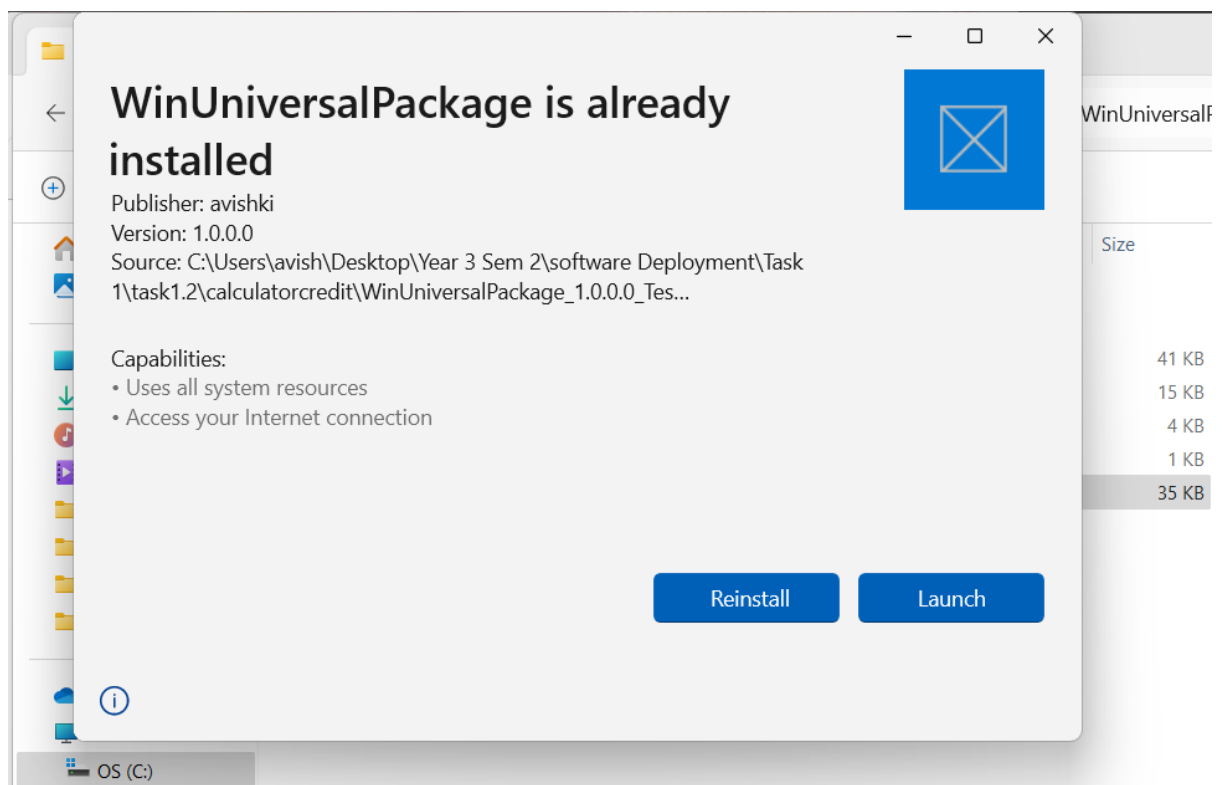 WinUniversalPackage is already
installed
Publisher: avishki
Version: 1.0.0.0
Source: C:\Users\avish\Desktop\Year 3 Sem 2\software Deployment\Task
1\task1.2\calculatorcredit\WinUniversalPackage_1.0.0.0_Tes...
Capabilities:
• Uses all system resources
• Access your Internet connection
Reinstall
Launch
WinUniversalP
Size
41 KB
15 KB
4 KB
1 KB
35 KB
OS (C:)